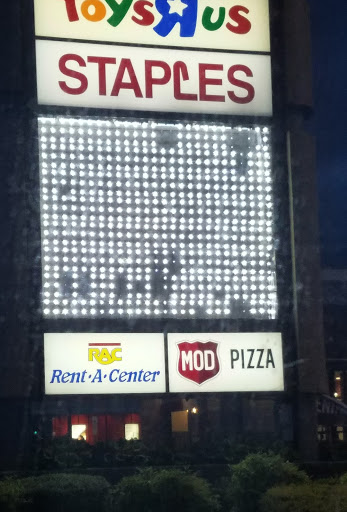 Toys R us
STAPLES
R&C
Rent·A·Center
MOD PIZZA